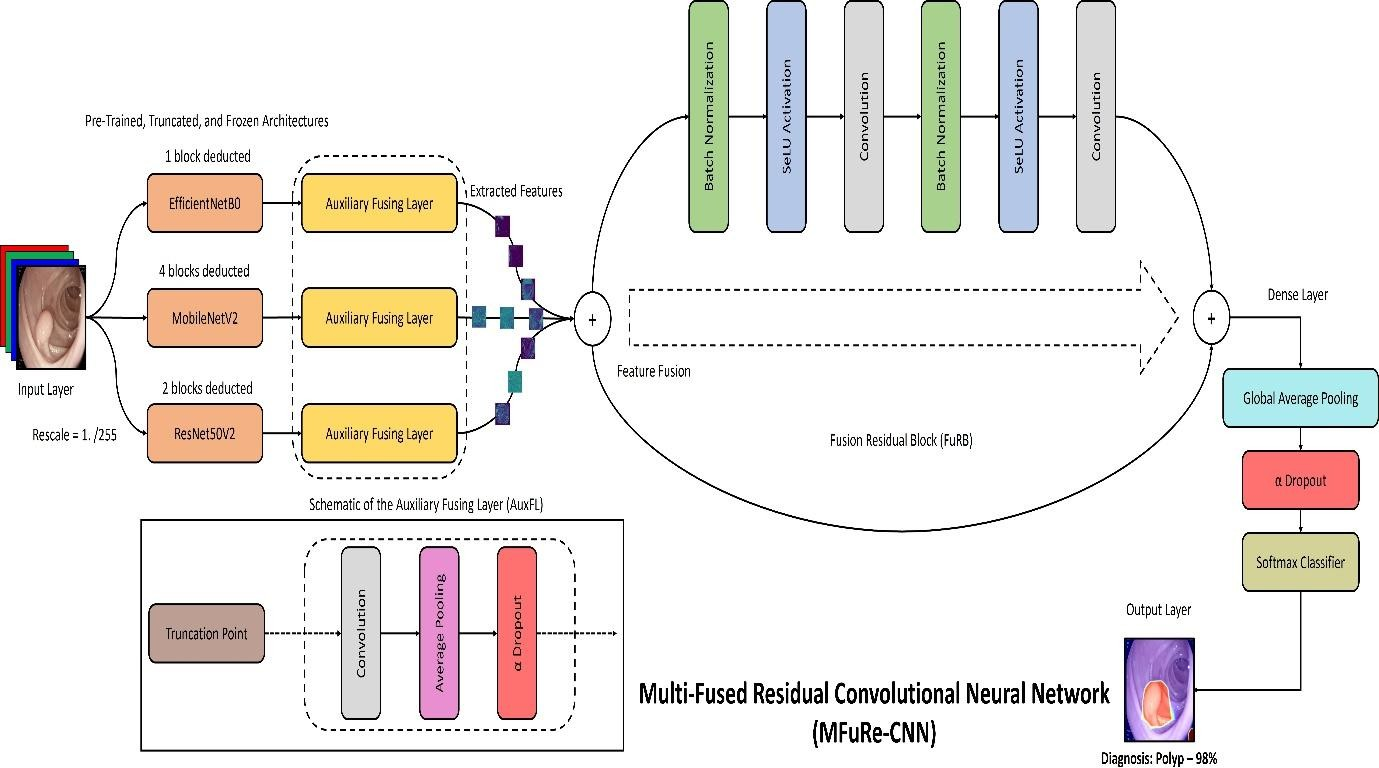 Pre-Trained, Truncated, and Frozen Architectures
1 block deducted
EfficientNetB0
Auxiliary Fusing Layer
Extracted Features
4 blocks deducted
MobileNetV2
Auxiliary Fusing Layer
Input Layer
2 blocks deducted
Rescale = 1. /255
ResNet50V2
Auxiliary Fusing Layer
+
Feature Fusion
Batch Normalization
SeLU Activation
Convolution
Batch Normalization
SeLU Activation
Convolution
Fusion Residual Block (FuRB)
+
Dense Layer
Global Average Pooling
α Dropout
Softmax Classifier
Output Layer
Diagnosis: Polyp – 98%
Schematic of the Auxiliary Fusing Layer (AuxFL)
Truncation Point
Convolution
Average Pooling
α Dropout
Multi-Fused Residual Convolutional Neural Network
(MFuRe-CNN)